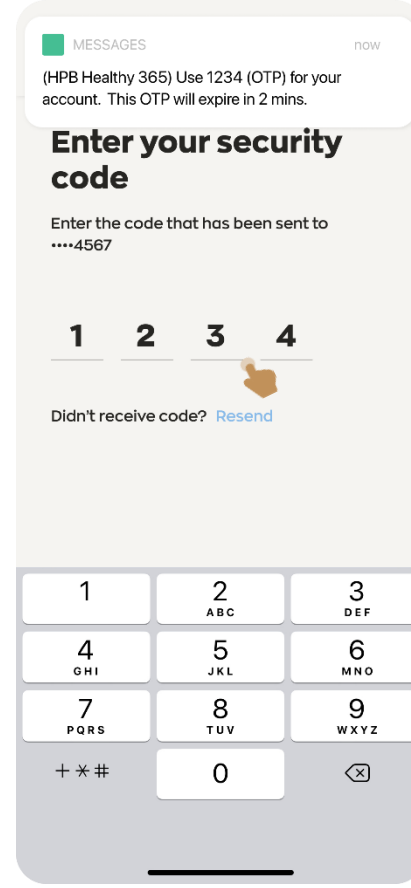 MESSAGES now
(HPB Healthy 365) Use 1234 (OTP) for your
account. This OTP will expire in 2 mins.
Enter your security
code
Enter the code that has been sent to
••••4567
1 2 3 4
Didn't receive code? Resend
1 2 3
ABC DEF
4 5 6
GHI JKL MNO
7 8 9
PQRS TUV WXYZ
+*# 0